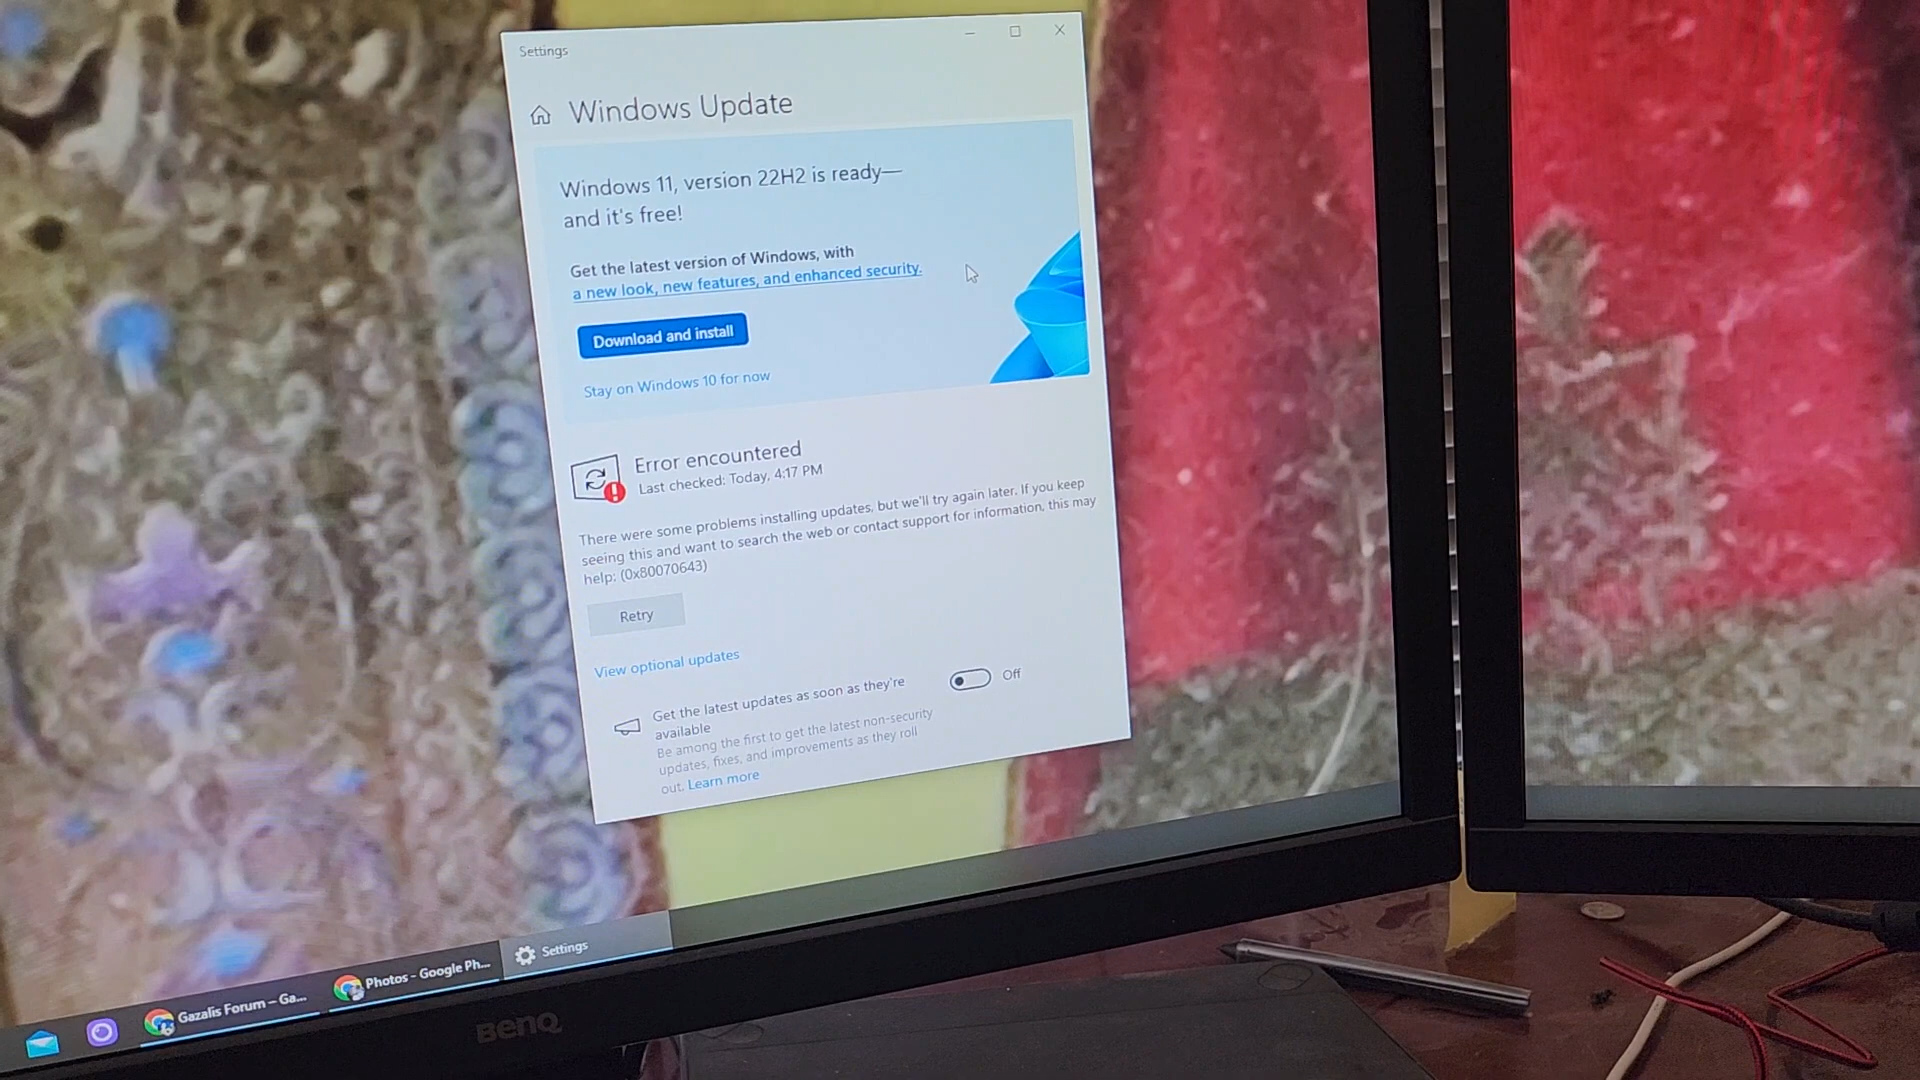 Settings
Windows Update
Windows 11, version 22H2 is ready—
and it's free!
Get the latest version of Windows, with
a new look, new features, and enhanced security.
Download and install
Stay on Windows 10 for now
Error encountered
Last checked: Today, 4:17 PM
There were some problems installing updates, but we'll try again later. If you keep
seeing this and want to search the web or contact support for information, this may
help: (0x80070643)
Retry
View optional updates
Get the latest updates as soon as they're
available
Off
Be among the first to get the latest non-security
updates, fixes, and improvements as they roll
out. Learn more
Gazalis Forum – Ga...
Photos - Google Ph...
Settings
BenQ